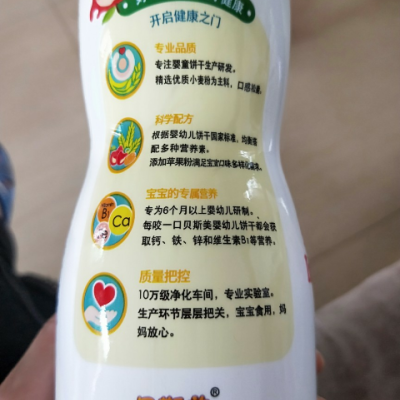 健康
开启健康之门
专业品质
专注婴童饼干生产研发。
精选优质小麦粉为主料，口感
科学配方
根据婴幼儿饼干国家标准，均衡
配多种营养素。
添加苹果粉满足宝宝口味多样化
宝宝的专属营养
B1
Ca
专为6个月以上婴幼儿研制。
每咬一口贝斯美婴幼儿饼干都会获
取钙、铁、锌和维生素B1等营养。
质量把控
10万级净化车间，专业实验室。
生产环节层层把关，宝宝食用，妈
妈放心。
®